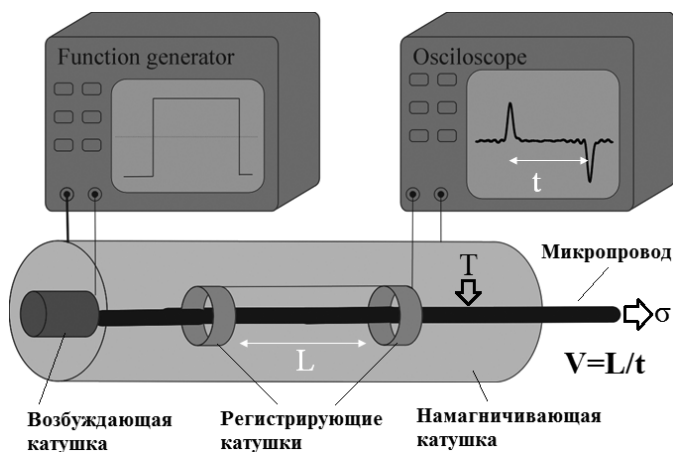 Function generator
Osciloscope
t
Микропровод
T
σ
L
V=L/t
Возбуждающая
катушка
Регистрирующие
катушки
Намагничивающая
катушка